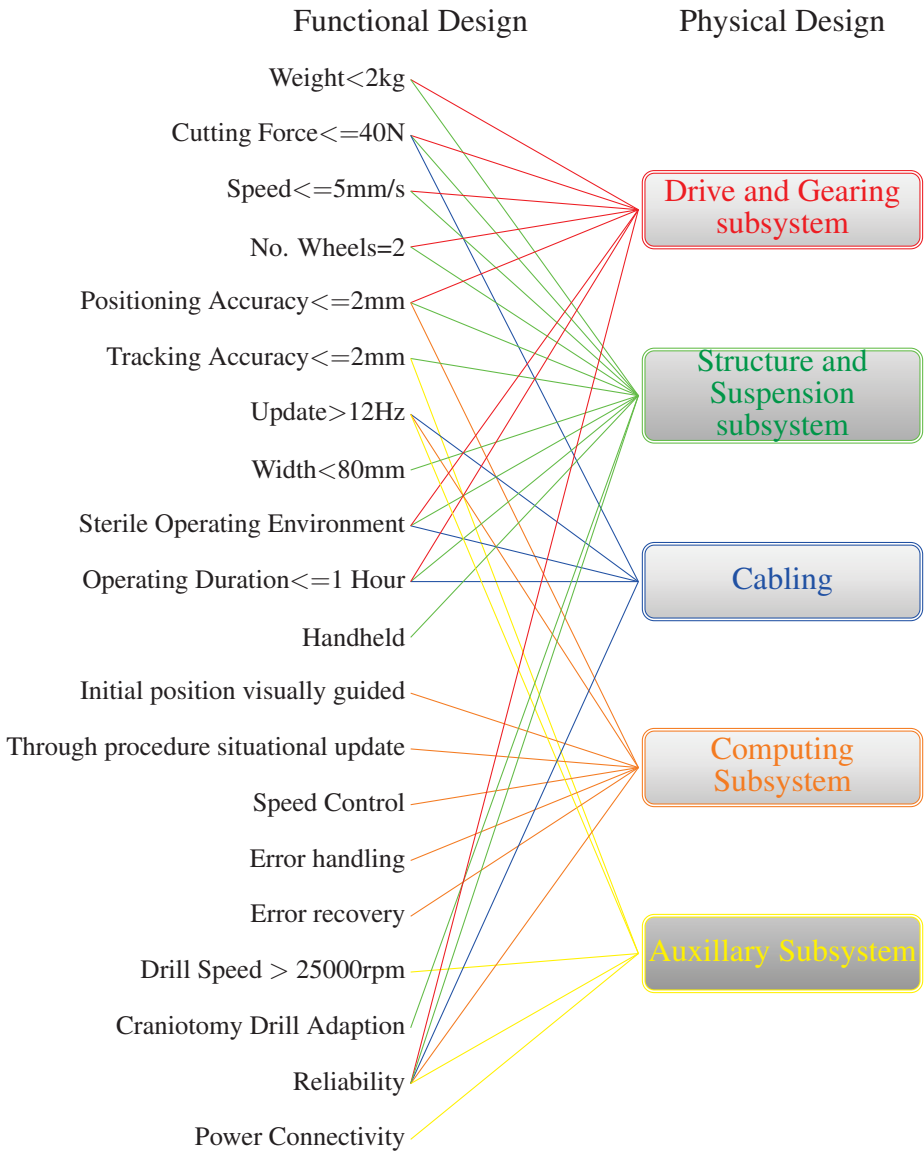 Functional Design
Physical Design
Weight<2kg
Cutting Force<=40N
Speed<=5mm/s
No. Wheels=2
Positioning Accuracy<=2mm
Tracking Accuracy<=2mm
Update>12Hz
Width<80mm
Sterile Operating Environment
Operating Duration<=1 Hour
Handheld
Initial position visually guided
Through procedure situational update
Speed Control
Error handling
Error recovery
Drill Speed > 25000rpm
Craniotomy Drill Adaption
Reliability
Power Connectivity
Drive and Gearing
subsystem
Structure and
Suspension
subsystem
Cabling
Computing
Subsystem
Auxillary Subsystem